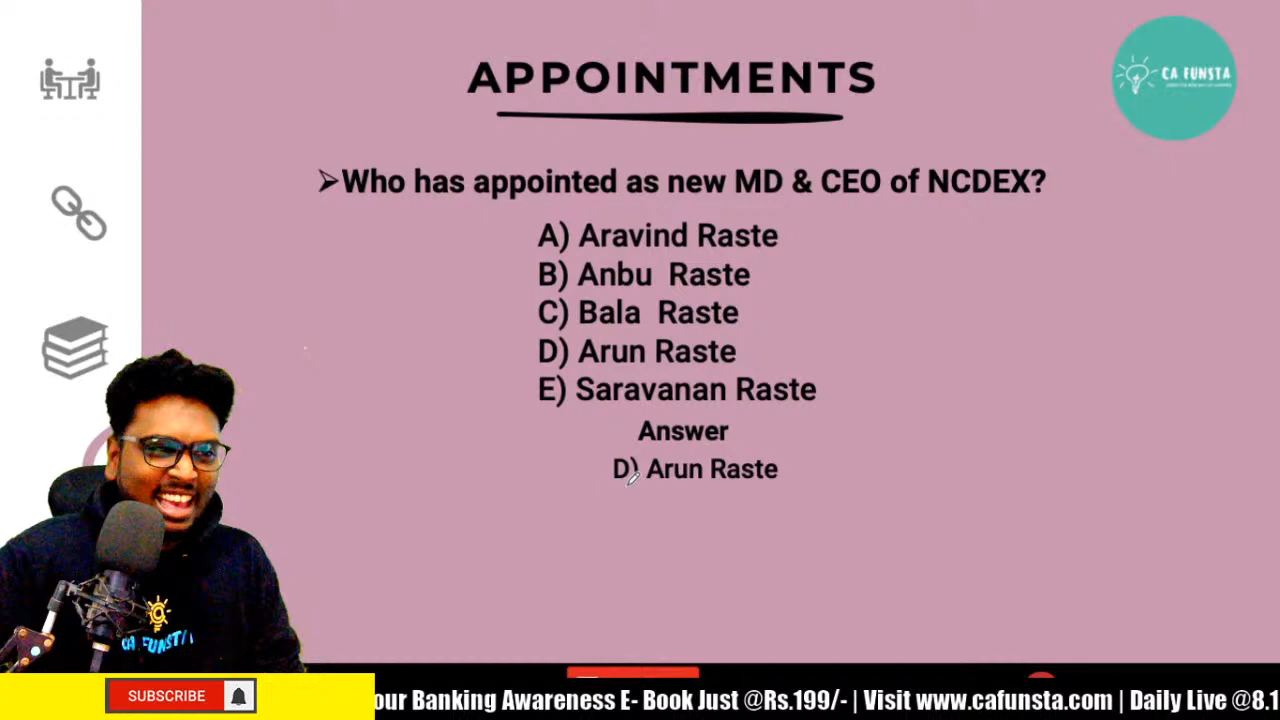 APPOINTMENTS
CA FUNSTA
➢Who has appointed as new MD & CEO of NCDEX?
A) Aravind Raste
B) Anbu Raste
C) Bala Raste
D) Arun Raste
E) Saravanan Raste
Answer
D) Arun Raste
CA FUNSTA
SUBSCRIBE
our Banking Awareness E- Book Just @Rs.199/- | Visit www.cafunsta.com | Daily Live @8.1